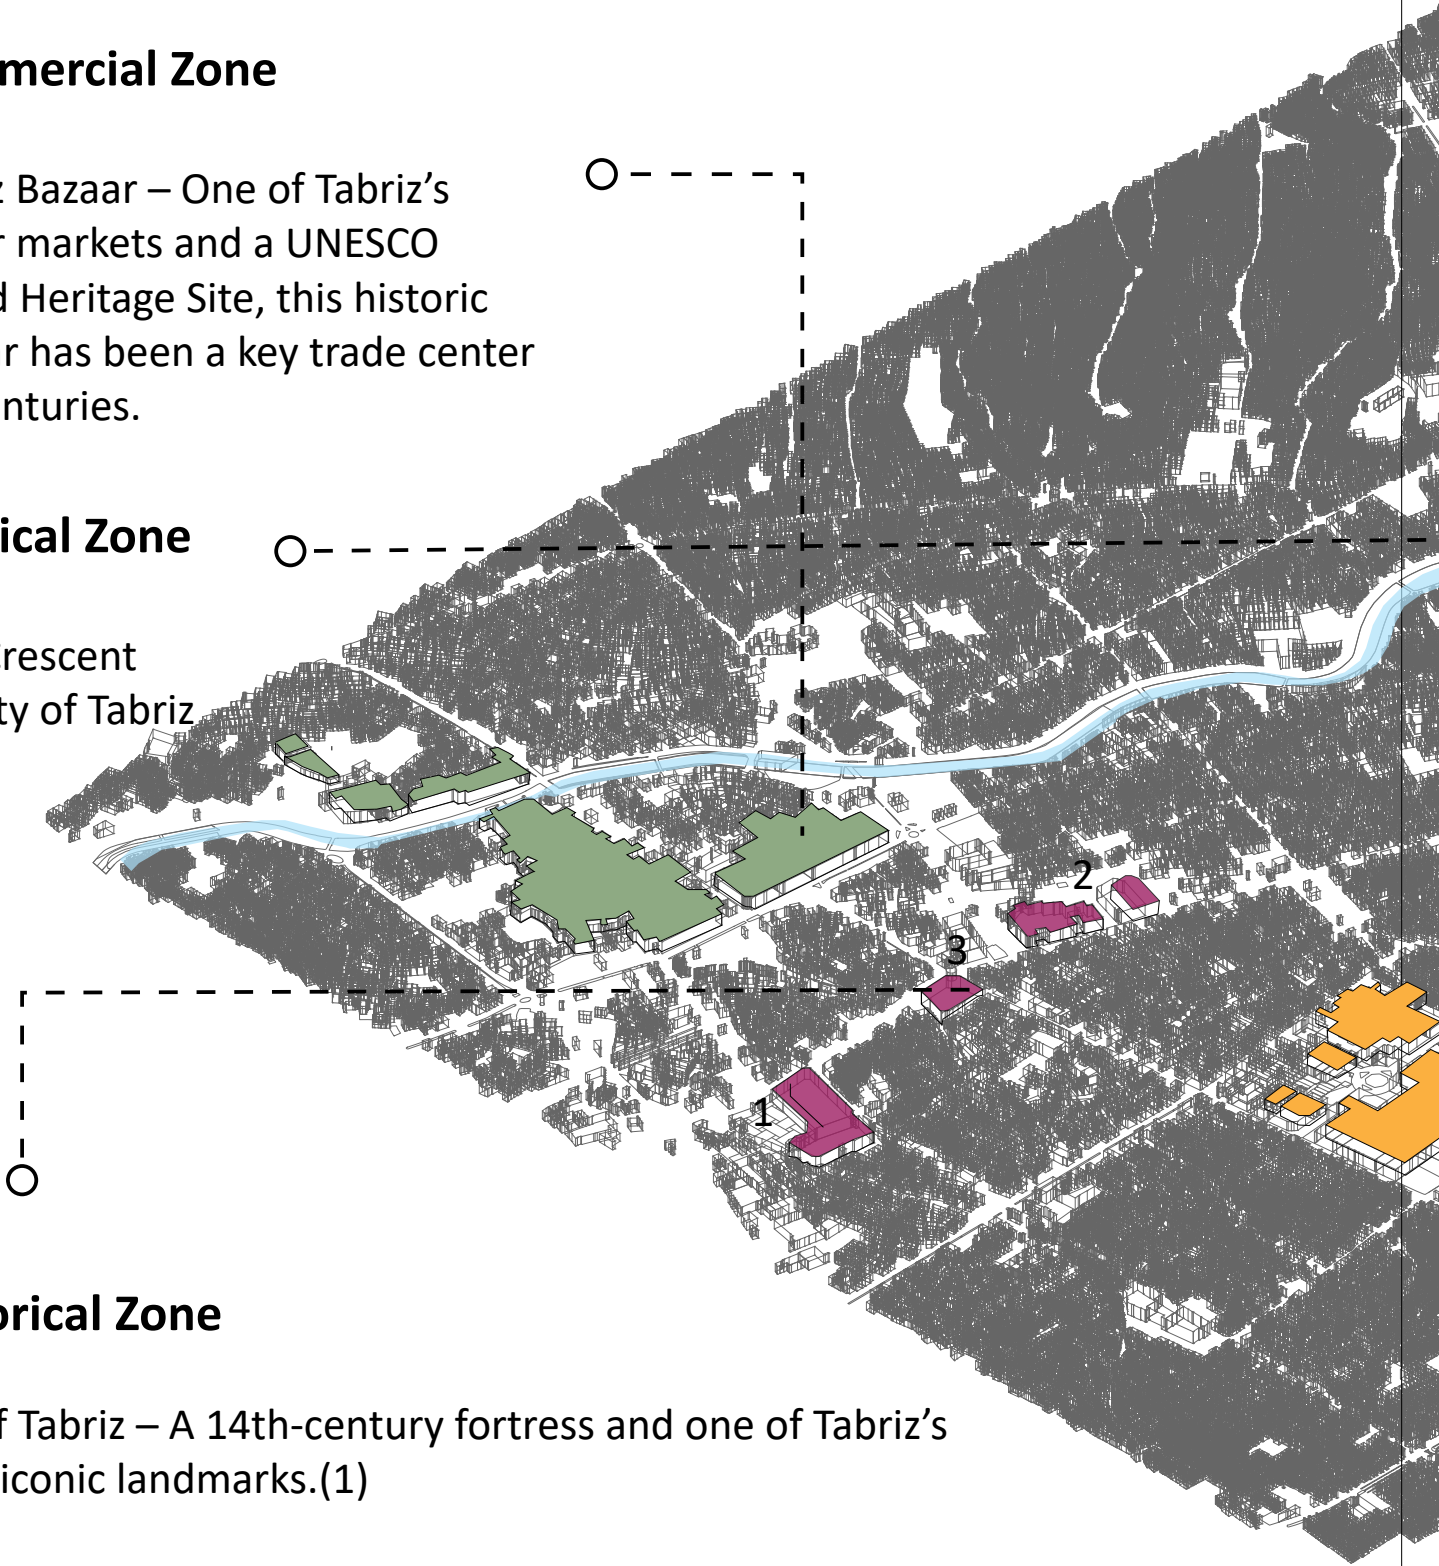 mercial Zone
z Bazaar – One of Tabriz’s
r markets and a UNESCO
d Heritage Site, this historic
r has been a key trade center
nturies.
ical Zone
Crescent
ty of Tabriz
2
3
1
orical Zone
f Tabriz – A 14th-century fortress and one of Tabriz’s
iconic landmarks.(1)